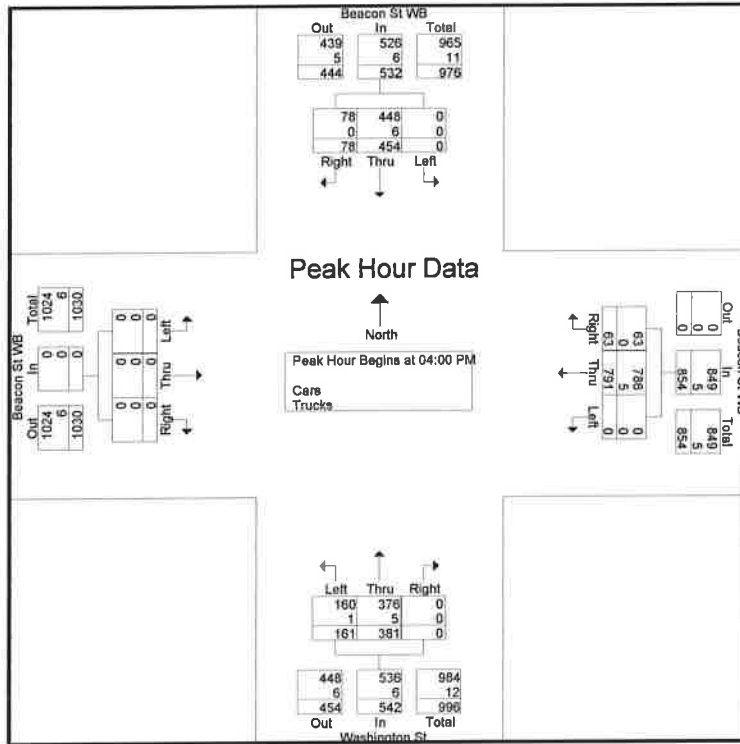 Beacon St WB
Out In Total
439 526 965
5 6 11
444 532 976
78 448 0
0 6 0
78 454 0
Right Thru Left
Peak Hour Data
North
Peak Hour Begins at 04:00 PM
Cars
Trucks
Beacon St WB
Total In Out
1024 0 1024
6 0 6
1030 0 1030
Left Thru Right
0 0 0
0 0 0
0 0 0
Out In Total
0 849 849
0 5 5
0 854 854
Right Thru Left
63 786 0
0 5 0
63 791 0
Left Thru Right
160 376 0
1 5 0
161 381 0
448 536 984
6 6 12
454 542 996
Out In Total
Washington St